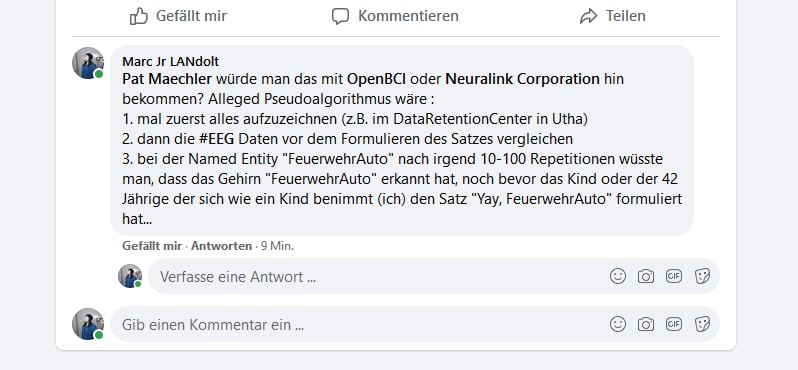 Gefällt mir
Kommentieren
Teilen
Marc Jr LANdolt
Pat Maechler würde man das mit OpenBCI oder Neuralink Corporation hin
bekommen? Alleged Pseudoalgorithmus wäre :
1. mal zuerst alles aufzuzeichnen (z.B. im DataRetentionCenter in Utha)
2. dann die #EEG Daten vor dem Formulieren des Satzes vergleichen
3. bei der Named Entity "FeuerwehrAuto" nach irgend 10-100 Repetitionen wüsste
man, dass das Gehirn "FeuerwehrAuto" erkannt hat, noch bevor das Kind oder der 42
Jährige der sich wie ein Kind benimmt (ich) den Satz "Yay, FeuerwehrAuto" formuliert
hat...
Gefällt mir · Antworten · 9 Min.
Verfasse eine Antwort ...
GIF
Gib einen Kommentar ein ...
GIF